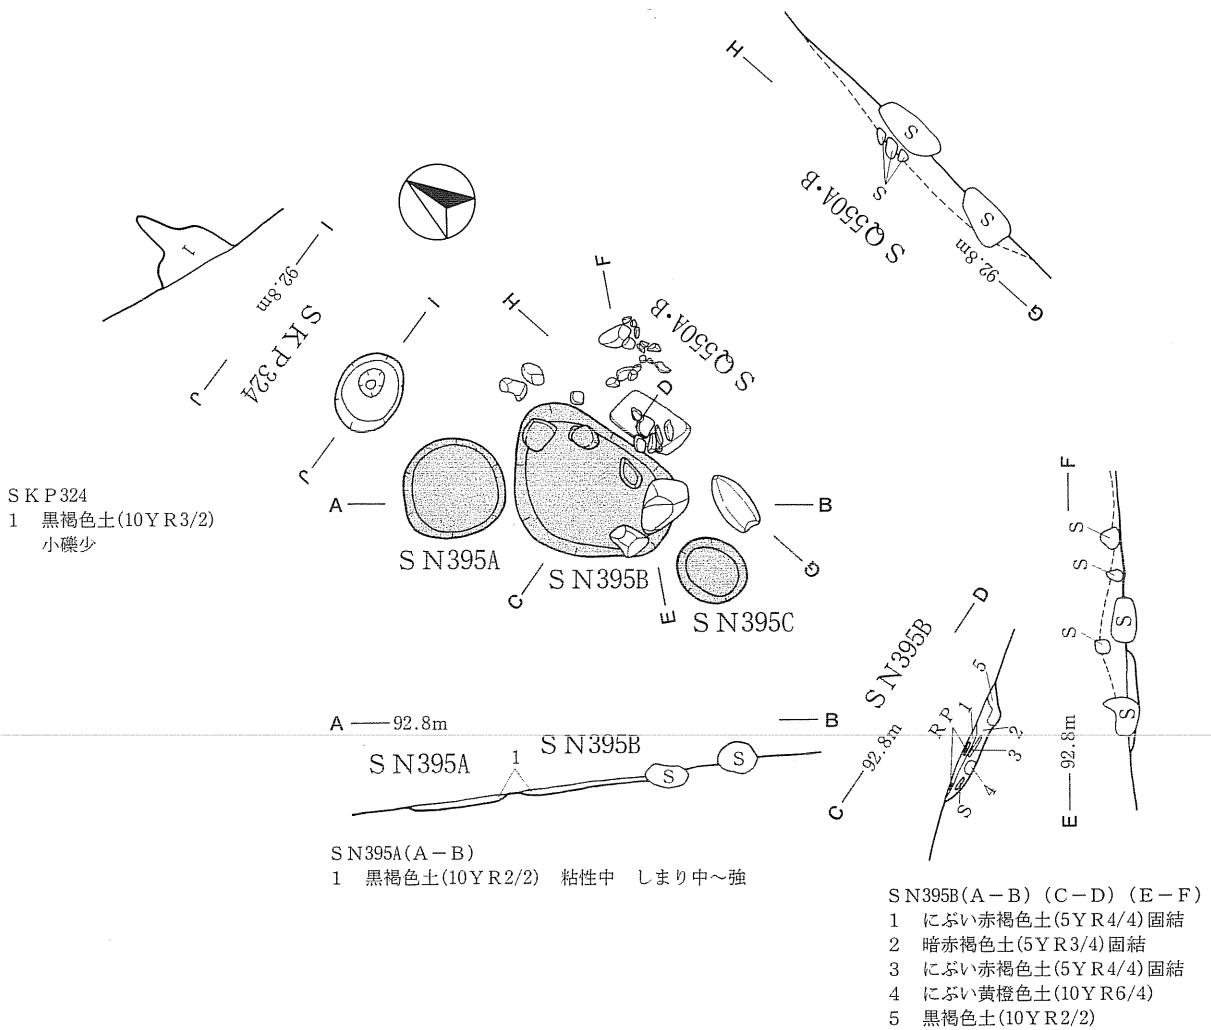 H
S
S
S
SQ550A・B
92.8m
G
I
1
92.8m
SKP324
J
I
J
H
F
SQ550A・B
D
A
B
G
C
E
SN395A
SN395B
SN395C
SKP324
1 黒褐色土(10YR3/2)
小礫少
A 92.8m B
SN395A
1
SN395B
S
S
SN395A(A－B)
1 黒褐色土(10YR2/2) 粘性中 しまり中～強
SN395B
D
C
92.8m
RP
1
5
2
3
4
S
F
S
S
S
S
S
E
92.8m
SN395B(A－B)(C－D)(E－F)
1 にぶい赤褐色土(5YR4/4)固結
2 暗赤褐色土(5YR3/4)固結
3 にぶい赤褐色土(5YR4/4)固結
4 にぶい黄橙色土(10YR6/4)
5 黒褐色土(10YR2/2)